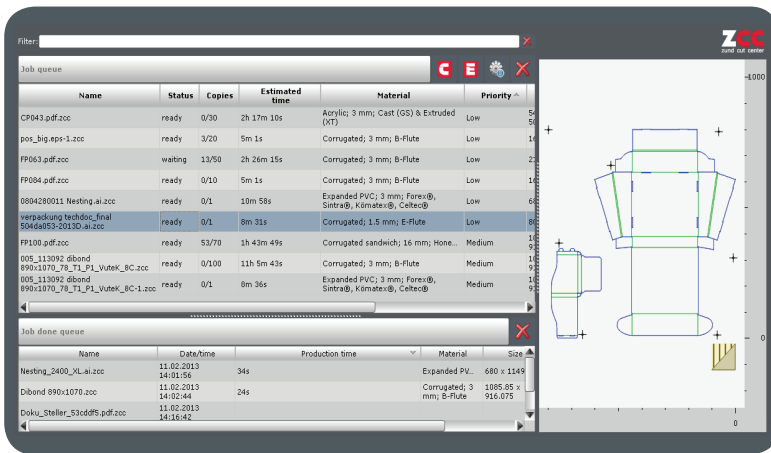 Filter:
ZCC
zund cut center
Job queue
C E
Name Status Copies Estimated time Material Priority
CP043.pdf.zcc ready 0/30 2h 17m 10s Acrylic; 3 mm; Cast (GS) & Extruded (XT) Low
pos_big.eps-1.zcc ready 3/20 5m 1s Corrugated; 3 mm; B-Flute Low
FP063.pdf.zcc waiting 13/50 2h 26m 15s Corrugated; 3 mm; B-Flute Low
FP084.pdf.zcc ready 0/10 5m 1s Corrugated; 3 mm; B-Flute Low
0804280011 Nesting.ai.zcc ready 0/1 10m 58s Expanded PVC; 3 mm; Forex®, Sintra®, Kömatex®, Celtec® Low
verpackung techdoc_final 504da053-2013D.ai.zcc ready 0/1 8m 31s Corrugated; 1.5 mm; E-Flute Low
FP100.pdf.zcc ready 53/70 1h 43m 49s Corrugated sandwich; 16 mm; Hone... Medium
005_113092 dibond 890x1070_78_T1_P1_VuteK_8C.zcc ready 0/100 11h 5m 43s Corrugated; 3 mm; B-Flute Medium
005_113092 dibond 890x1070_78_T1_P1_VuteK_8C-1.zcc ready 0/1 8m 36s Expanded PVC; 3 mm; Forex®, Sintra®, Kömatex®, Celtec® Medium
Job done queue
Name Date/time Production time Material Size
Nesting_2400_XL.ai.zcc 11.02.2013 14:01:56 34s Expanded PV... 680 x 1149
Dibond 890x1070.zcc 11.02.2013 14:02:44 24s Corrugated; 3 mm; B-Flute 1085.85 x 916.075
Doku_Steller_53cddf5.pdf.zcc 11.02.2013 14:16:42
1000
0
0